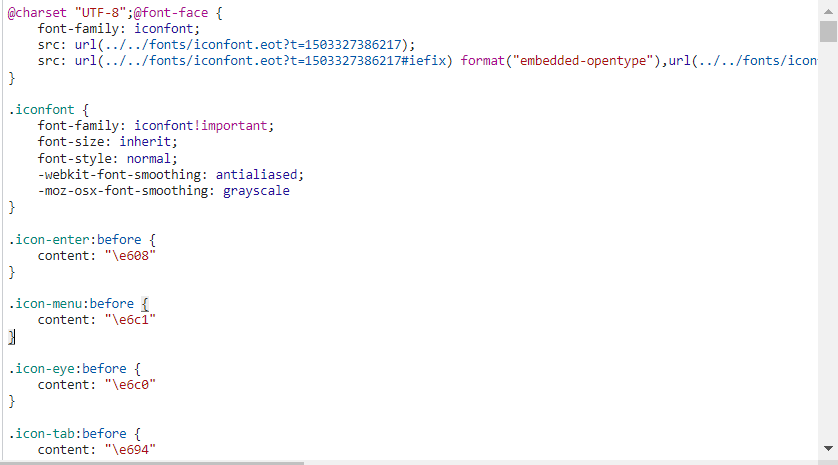 @charset "UTF-8";@font-face {
    font-family: iconfont;
    src: url(../../fonts/iconfont.eot?t=1503327386217);
    src: url(../../fonts/iconfont.eot?t=1503327386217#iefix) format("embedded-opentype"),url(../../fonts/icon
}
.iconfont {
    font-family: iconfont!important;
    font-size: inherit;
    font-style: normal;
    -webkit-font-smoothing: antialiased;
    -moz-osx-font-smoothing: grayscale
}
.icon-enter:before {
    content: "\e608"
}
.icon-menu:before {
    content: "\e6c1"
}
.icon-eye:before {
    content: "\e6c0"
}
.icon-tab:before {
    content: "\e694"